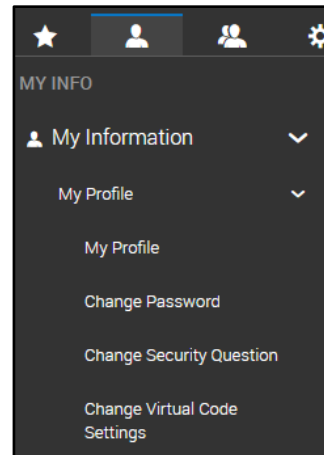 MY INFO
My Information
My Profile
My Profile
Change Password
Change Security Question
Change Virtual Code
Settings